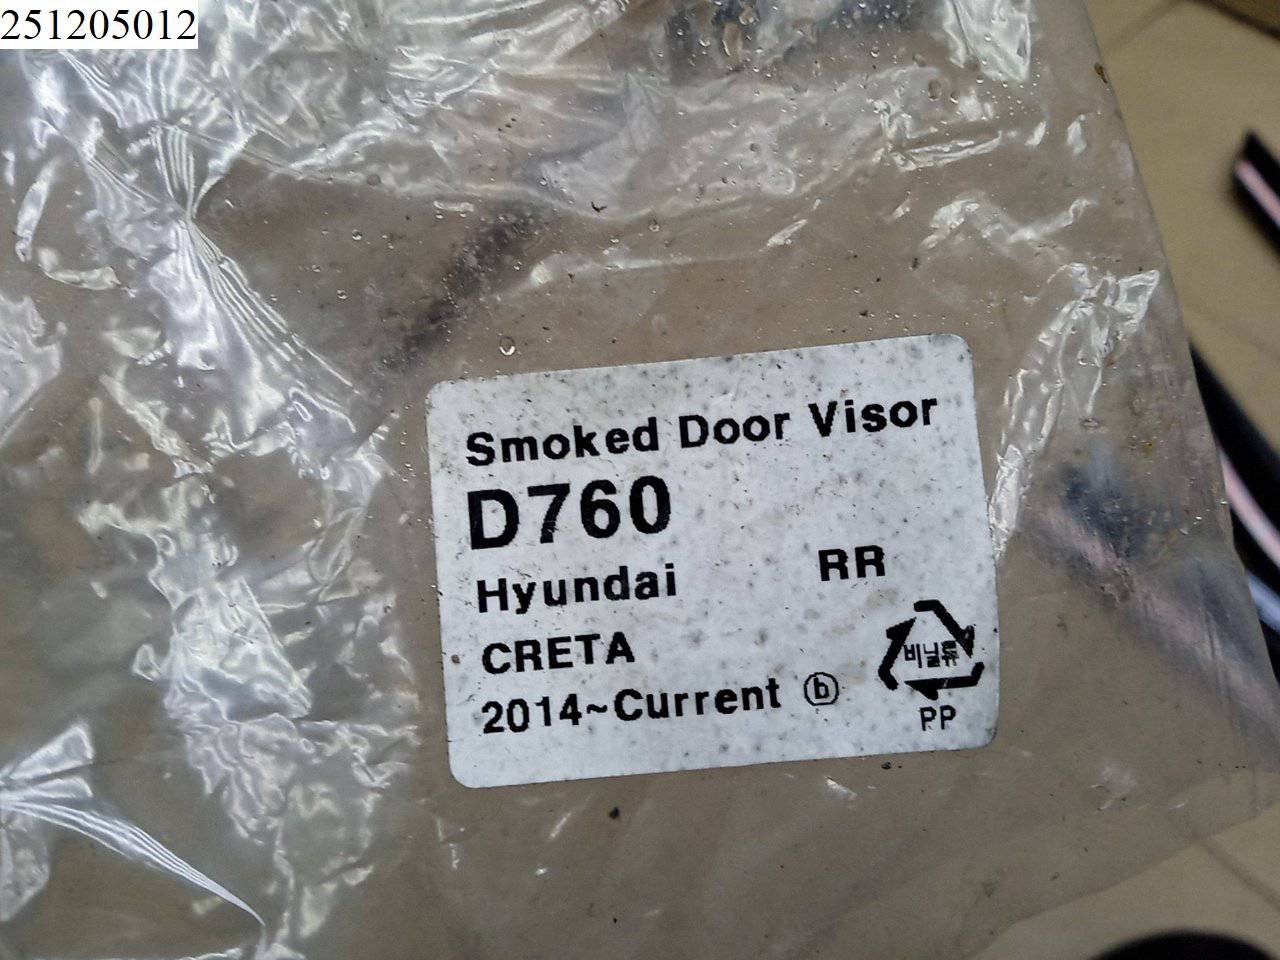 251205012
Smoked Door Visor
D760
Hyundai RR
CRETA
2014~Current ⓑ
비닐류
PP